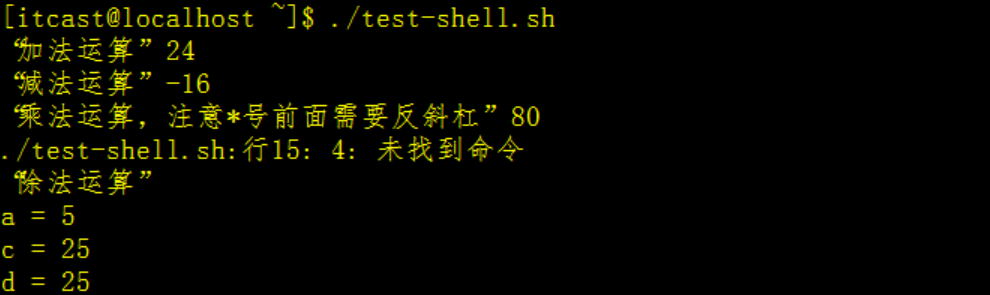 [itcast@localhost ~]$ ./test-shell.sh
“加法运算”24
“减法运算”-16
“乘法运算，注意*号前面需要反斜杠”80
./test-shell.sh:行15: 4: 未找到命令
“除法运算”
a = 5
c = 25
d = 25